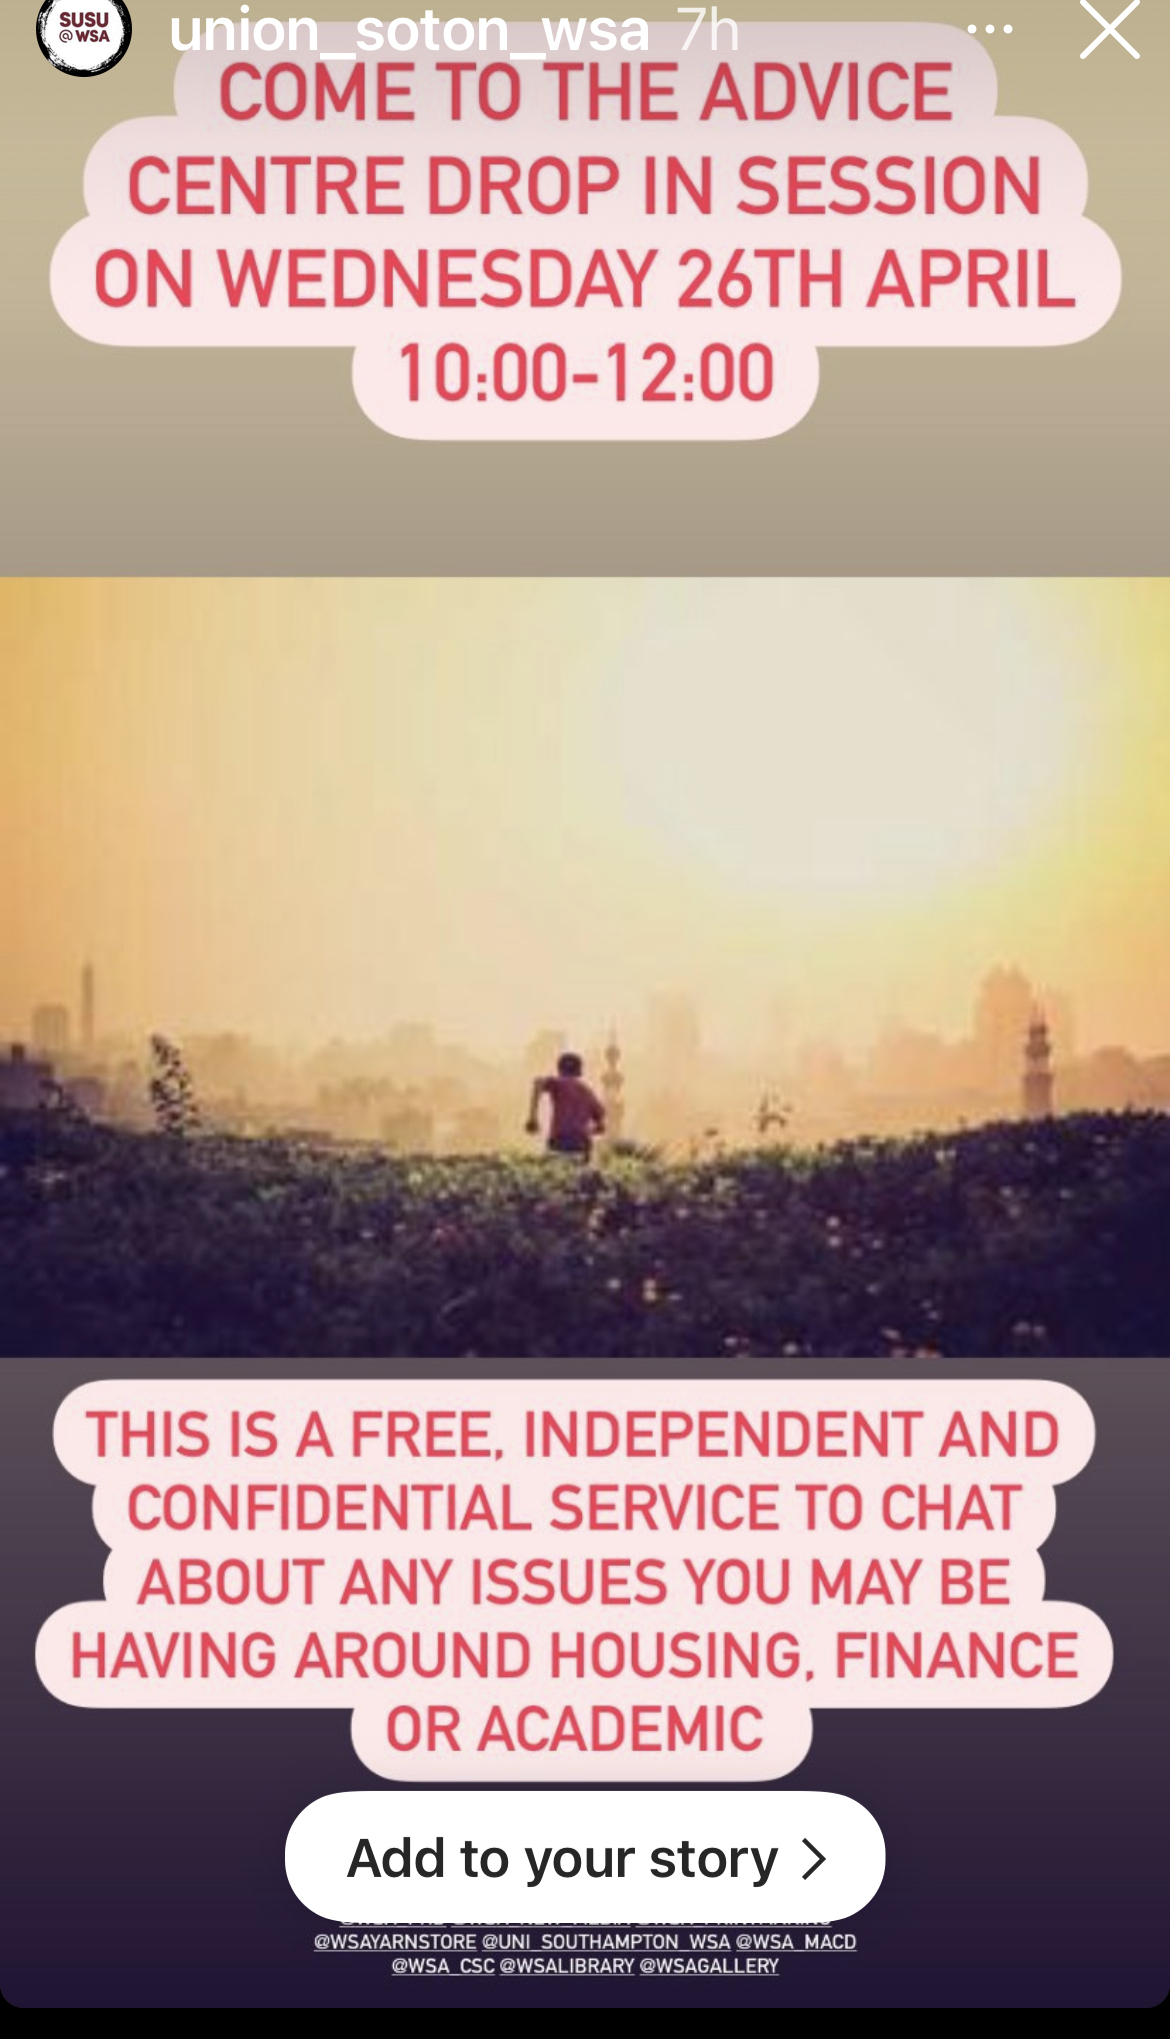 SUSU
@ WSA
union_soton_wsa 7h
COME TO THE ADVICE
CENTRE DROP IN SESSION
ON WEDNESDAY 26TH APRIL
10:00-12:00
THIS IS A FREE, INDEPENDENT AND
CONFIDENTIAL SERVICE TO CHAT
ABOUT ANY ISSUES YOU MAY BE
HAVING AROUND HOUSING, FINANCE
OR ACADEMIC
Add to your story
@WSAYARNSTORE @UNI_SOUTHAMPTON_WSA @WSA_MACD
@WSA_CSC @WSALIBRARY @WSAGALLERY